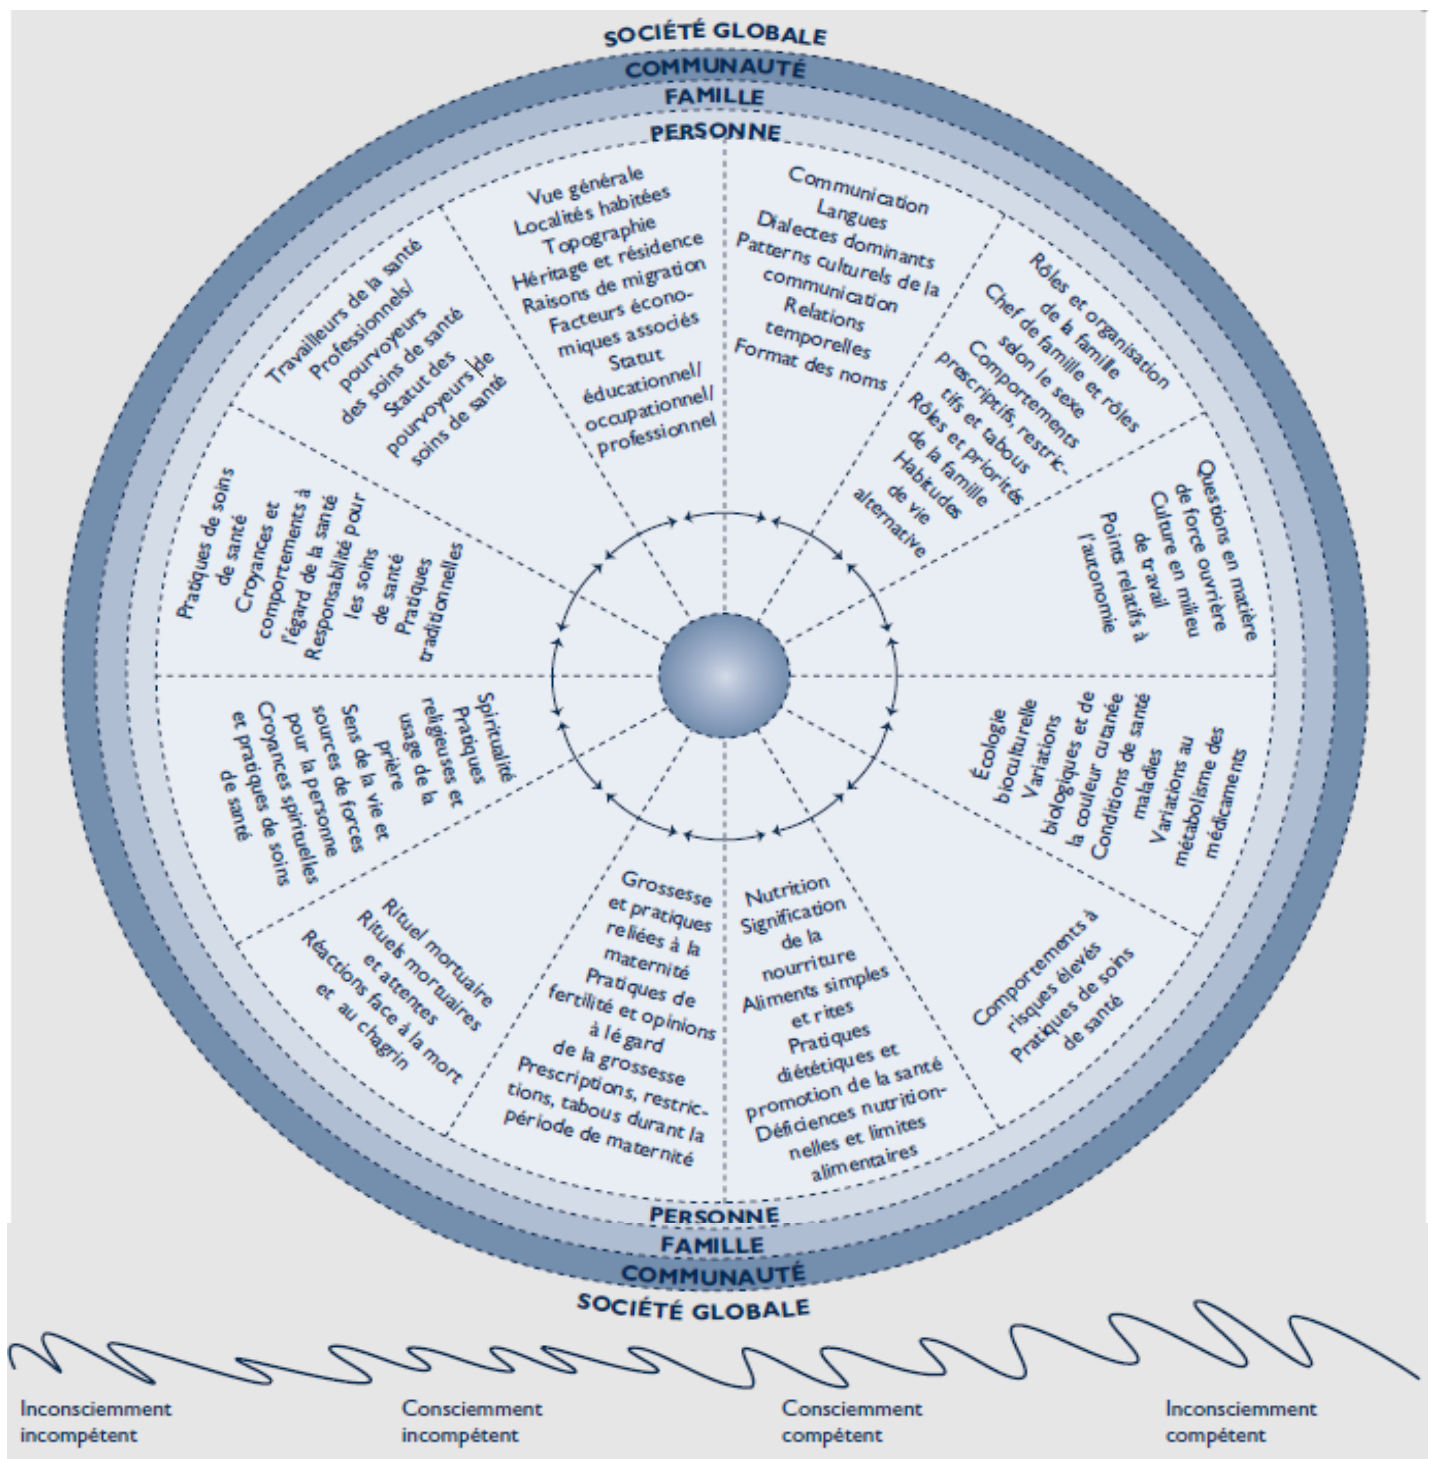 SOCIÉTÉ GLOBALE
COMMUNAUTÉ
FAMILLE
PERSONNE
Vue générale
Localités habitées
Topographie
Héritage et résidence
Raisons de migration
Facteurs écono-
miques associés
Statut
éducationnel/
occupationnel/
professionnel
Communication
Langues
Dialectes dominants
Patterns culturels de la
communication
Relations
temporelles
Format des noms
Rôles et organisation
de la famille
Chef de famille et rôles
selon le sexe
Comportements
prescriptifs, restric-
tifs et tabous
Rôles et priorités
de la famille
Habitudes
de vie
alternative
Questions en matière
de force ouvrière
Culture en milieu
de travail
Points relatifs à
l'autonomie
Écologie
bioculturelle
Variations
biologiques et de
la couleur cutanée
Conditions de santé
maladies
Variations au
métabolisme des
médicaments
Comportements à
risques élevés
Pratiques de soins
de santé
Nutrition
Signification
de la
nourriture
Aliments simples
et rites
Pratiques
diététiques et
promotion de la santé
Déficiences nutrition-
nelles et limites
alimentaires
Grossesse
et pratiques
reliées à la
maternité
Pratiques de
fertilité et opinions
à légard
de la grossesse
Prescriptions, restric-
tions, tabous durant la
période de maternité
Rituel mortuaire
Rituels mortuaires
et attentes
Réactions face à la mort
et au chagrin
Spiritualité
Pratiques
religieuses et
usage de la
prière
Sens de la vie et
sources de forces
pour la personne
Croyances spirituelles
et pratiques de soins
de santé
Pratiques de soins
de santé
Croyances et
comportements à
l'égard de la santé
Responsabilité pour
les soins
de santé
Pratiques
traditionnelles
Travailleurs de la santé
Professionnels/
pourvoyeurs
des soins de santé
Statut des
pourvoyeurs de
soins de santé
PERSONNE
FAMILLE
COMMUNAUTÉ
SOCIÉTÉ GLOBALE
Inconsciemment
incompétent
Consciemment
incompétent
Consciemment
compétent
Inconsciemment
compétent